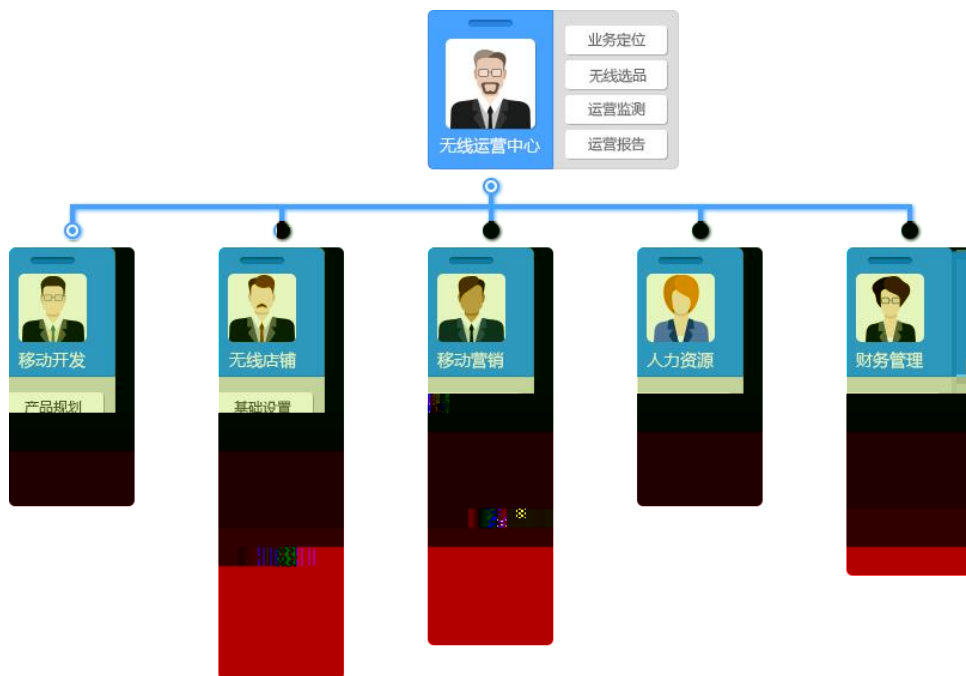 无线运营中心
业务定位
无线选品
运营监测
运营报告
移动开发
无线店铺
移动营销
人力资源
财务管理
产品规划
基础设置